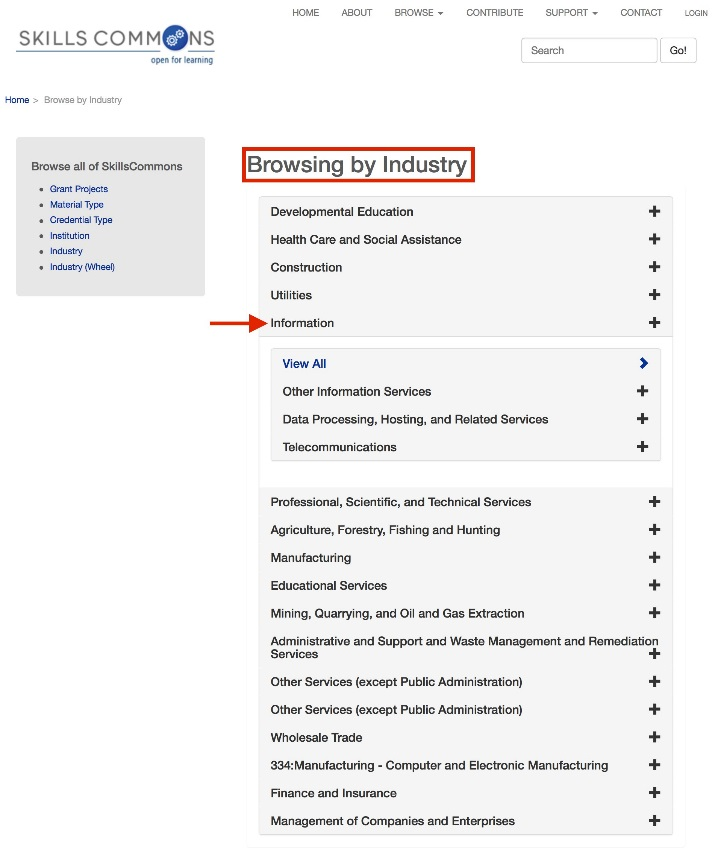 HOME ABOUT BROWSE CONTRIBUTE SUPPORT CONTACT LOGIN
SKILLS COMMONS
open for learning
Search Go!
Home > Browse by Industry
Browse all of SkillsCommons
Grant Projects
Material Type
Credential Type
Institution
Industry
Industry (Wheel)
Browsing by Industry
Developmental Education
Health Care and Social Assistance
Construction
Utilities
Information
View All
Other Information Services
Data Processing, Hosting, and Related Services
Telecommunications
Professional, Scientific, and Technical Services
Agriculture, Forestry, Fishing and Hunting
Manufacturing
Educational Services
Mining, Quarrying, and Oil and Gas Extraction
Administrative and Support and Waste Management and Remediation
Services
Other Services (except Public Administration)
Other Services (except Public Administration)
Wholesale Trade
334:Manufacturing - Computer and Electronic Manufacturing
Finance and Insurance
Management of Companies and Enterprises